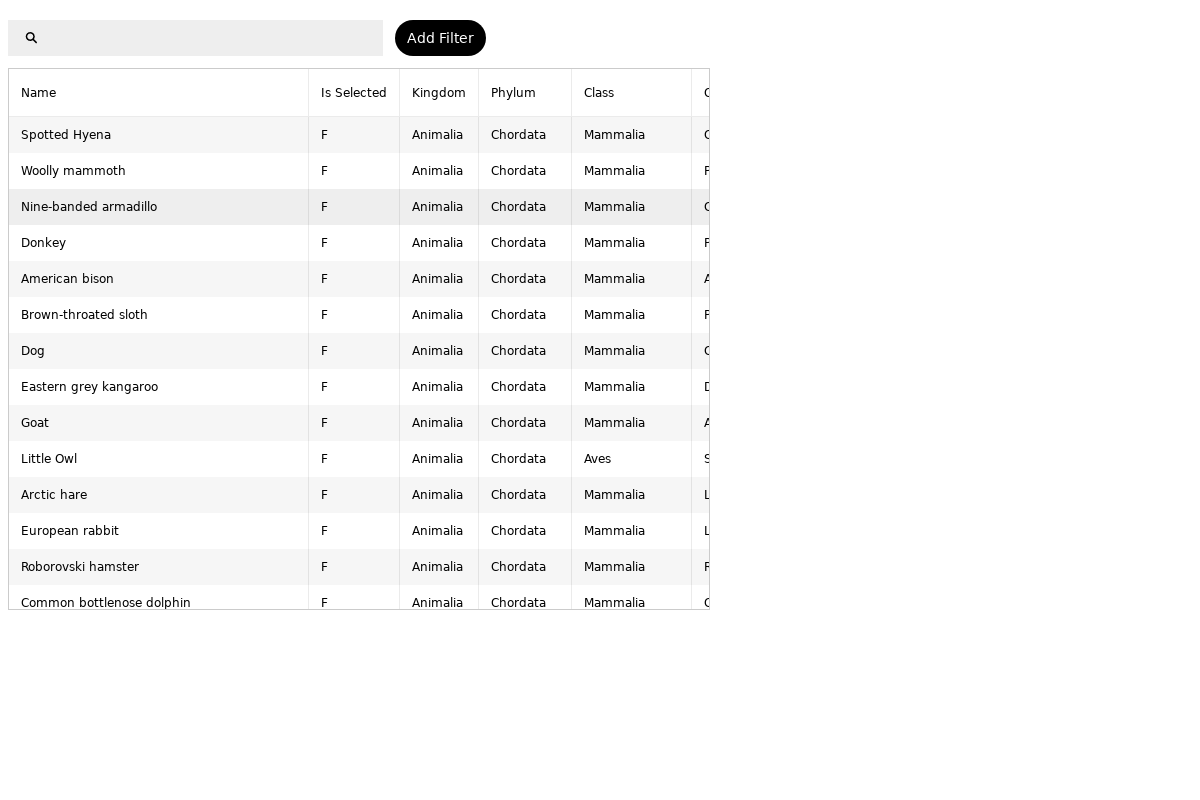 Add Filter
Name Is Selected Kingdom Phylum Class
Spotted Hyena F Animalia Chordata Mammalia
Woolly mammoth F Animalia Chordata Mammalia
Nine-banded armadillo F Animalia Chordata Mammalia
Donkey F Animalia Chordata Mammalia
American bison F Animalia Chordata Mammalia
Brown-throated sloth F Animalia Chordata Mammalia
Dog F Animalia Chordata Mammalia
Eastern grey kangaroo F Animalia Chordata Mammalia
Goat F Animalia Chordata Mammalia
Little Owl F Animalia Chordata Aves
Arctic hare F Animalia Chordata Mammalia
European rabbit F Animalia Chordata Mammalia
Roborovski hamster F Animalia Chordata Mammalia
Common bottlenose dolphin F Animalia Chordata Mammalia